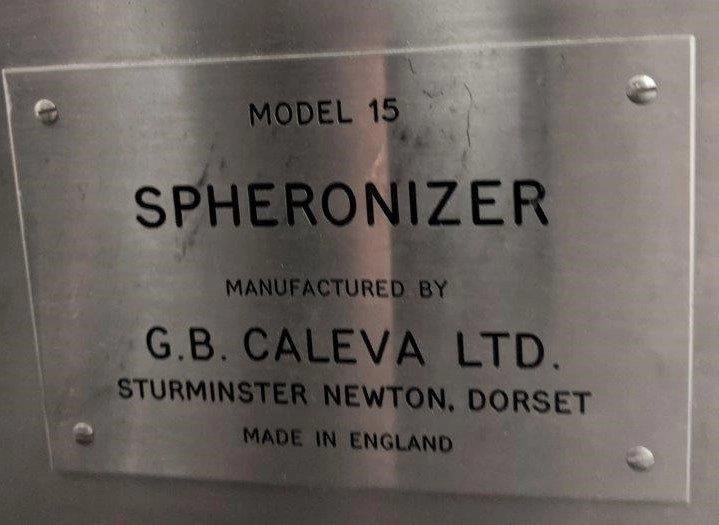 MODEL 15
SPHERONIZER
MANUFACTURED BY
G.B. CALEVA LTD.
STURMINSTER NEWTON. DORSET
MADE IN ENGLAND